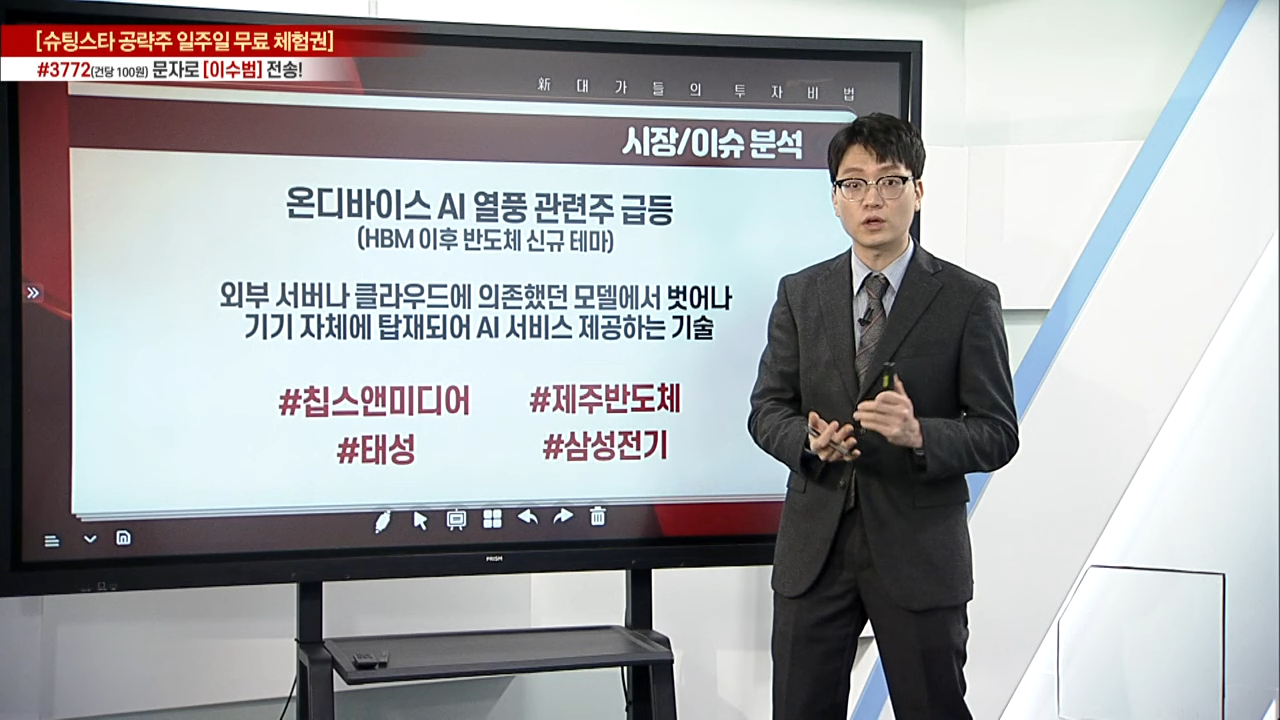 [슈팅스타 공략주 일주일 무료 체험권]
#3772(건당 100원) 문자로 [이수범] 전송!
新 대 가 들 의 투 자 비 법
시장/이슈 분석
온디바이스 AI 열풍 관련주 급등
(HBM 이후 반도체 신규 테마)
외부 서버나 클라우드에 의존했던 모델에서 벗어나
기기 자체에 탑재되어 AI 서비스 제공하는 기술
#칩스앤미디어 #제주반도체
#태성 #삼성전기
PRISM